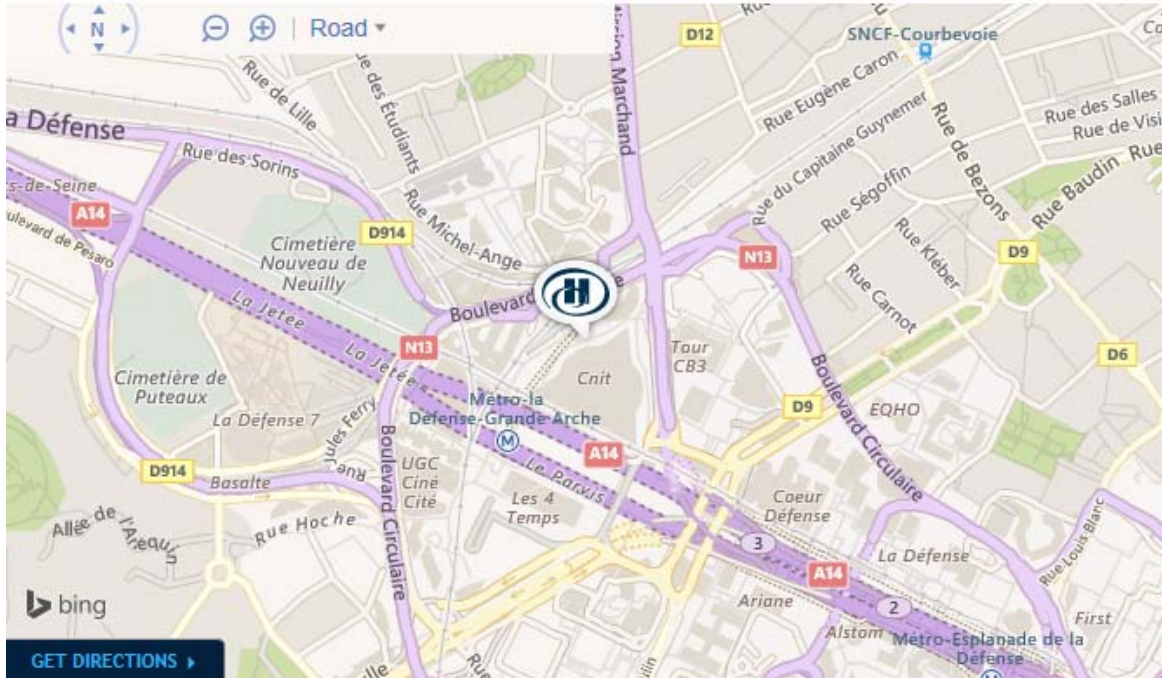 N
Road
D12
SNCF-Courbevoie
Mission Marchand
Rue Eugène Caron
Rue de Lille
Rue des Salles
Rue de
a Défense
Rue du Capitaine Guynemer
Rue de Bezons
Rue des Sorins
Rue Baudin
Rue
Rue Ségoffin
A14
Rue Michel-Ange
D914
Boulevard de Pesaro
Cimetière
Nouveau de
Neuilly
Rue Kléber
N13
D9
La Jetée
Boulevard
Rue Carnot
N13
La Jetée
Tour
CB3
D6
Cnit
Cimetière de
Puteaux
Métro-la
Défense-Grande Arche
M
La Défense 7
Rue Jules Ferry
D9
EQHO
Boulevard Circulaire
A14
Boulevard Circulaire
D914
Basalte
UGC
Ciné
Cité
Le Parvis
Les 4
Temps
Coeur
Défense
Allée de
l'Arlequin
Rue Hoche
3
La Défense
Rue Louis Blanc
A14
bing
Ariane
2
First
Alstom
Métro-Esplanade de la
Défense
GET DIRECTIONS
Rue